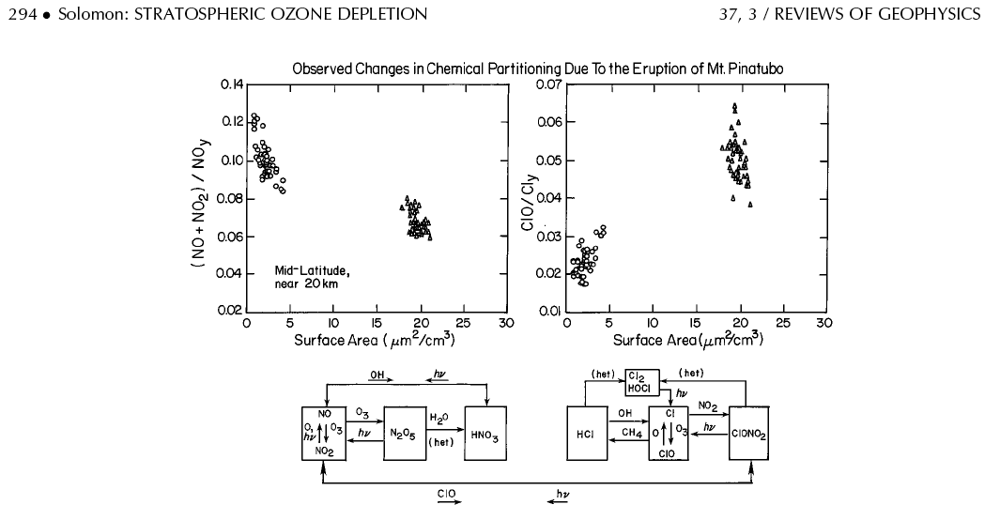 294 • Solomon: STRATOSPHERIC OZONE DEPLETION
37, 3 / REVIEWS OF GEOPHYSICS
Observed Changes in Chemical Partitioning Due To the Eruption of Mt. Pinatubo
(NO + NO2) / NOy
0.14
0.12
0.10
0.08
0.06
0.04
0.02
Mid-Latitude,
near 20 km
0 5 10 15 20 25 30
Surface Area (μm²/cm³)
ClO/Cly
0.07
0.06
0.05
0.04
0.03
0.02
0.01
0 5 10 15 20 25 30
Surface Area (μm²/cm³)
OH hν
NO
O, hν O3
NO2
O3
hν
N2O5
H2O
(het)
HNO3
(het) Cl2 (het)
HOCl
hν
HCl
OH
CH4
Cl
O O3
ClO
NO2
hν
ClONO2
ClO hν